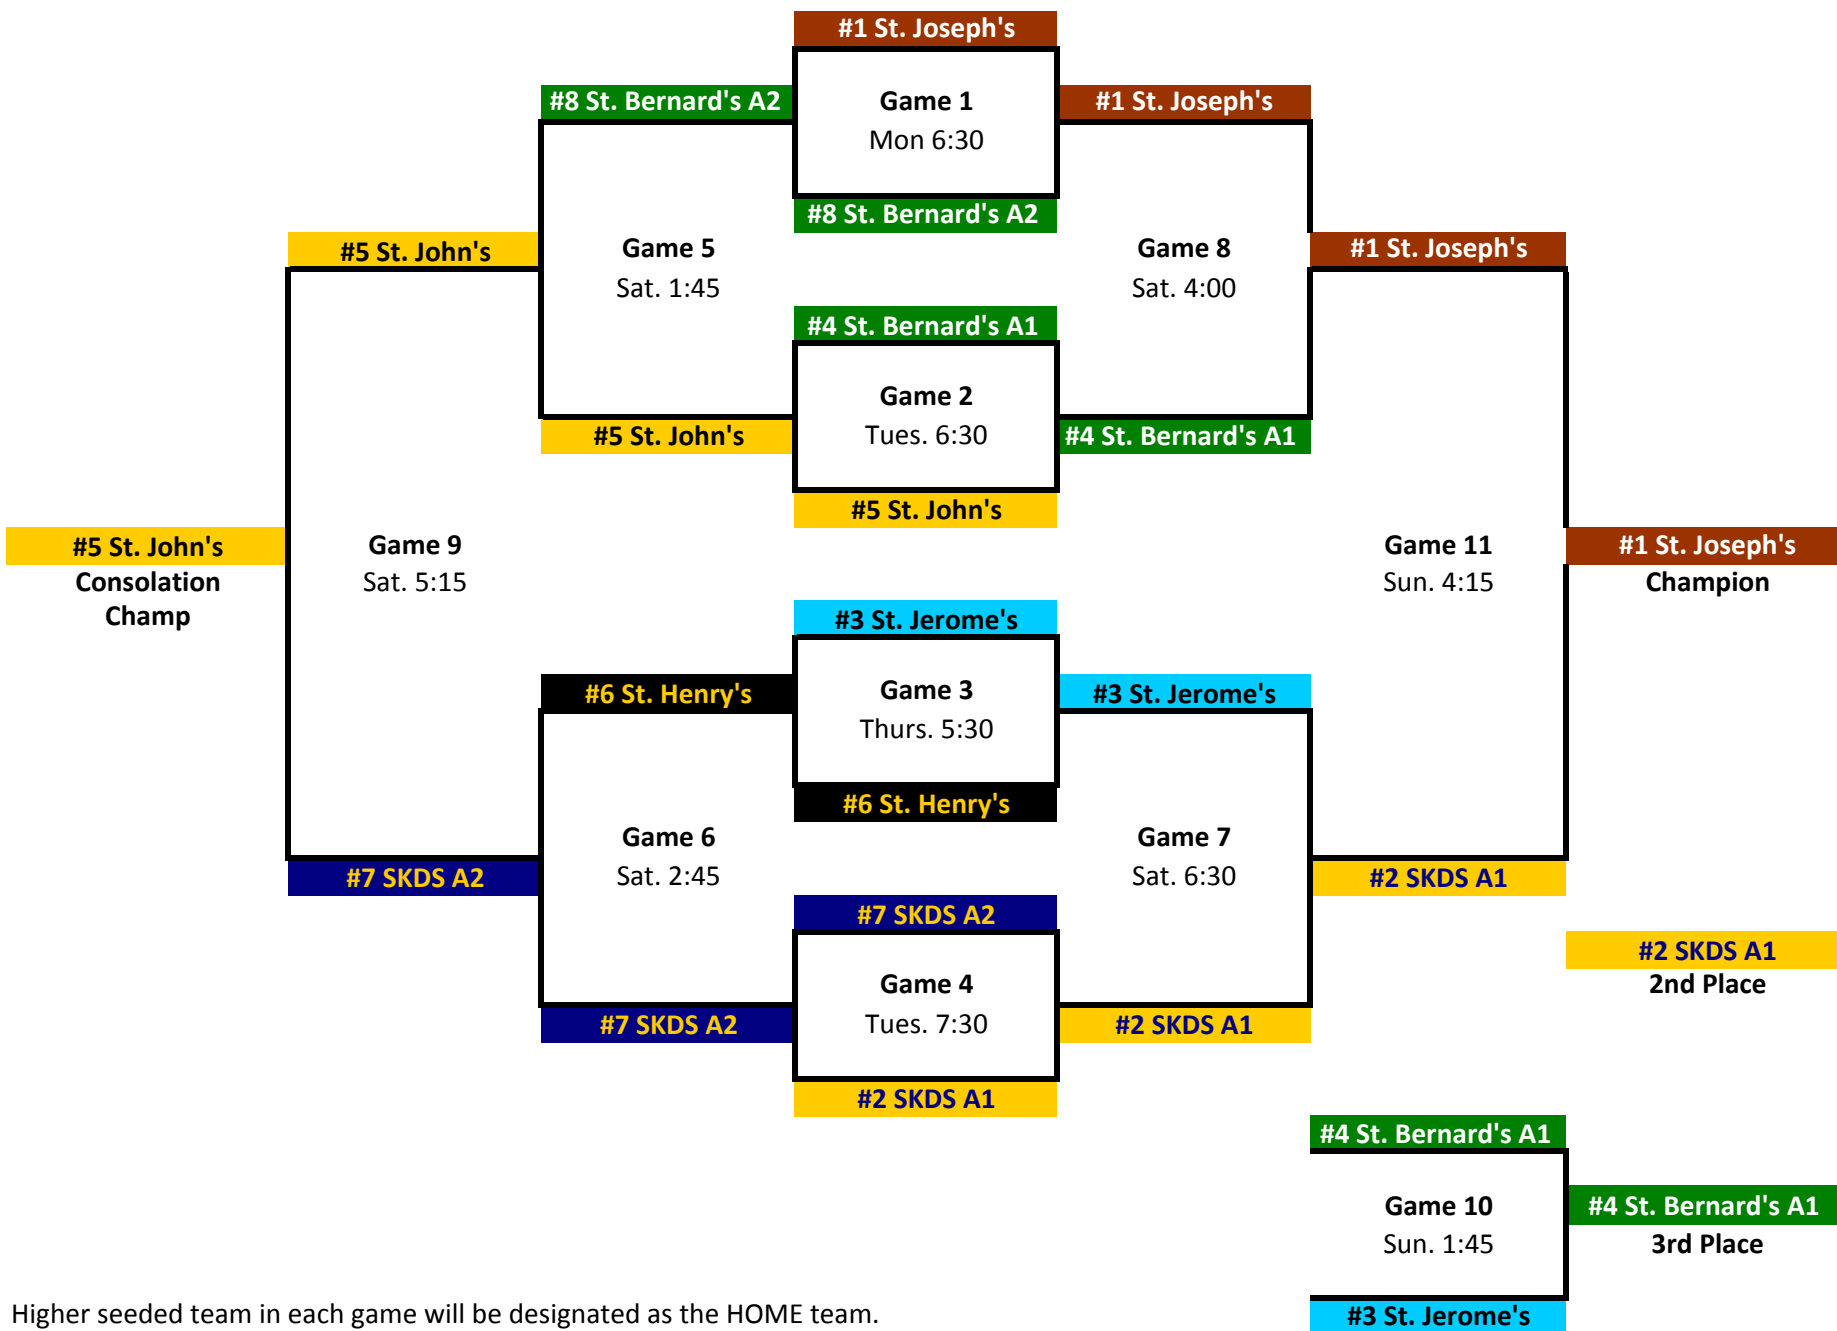 #1 St. Joseph's
#8 St. Bernard's A2
Game 1
#1 St. Joseph's
Mon 6:30
#8 St. Bernard's A2
#5 St. John's
Game 5
Game 8
#1 St. Joseph's
Sat. 1:45
Sat. 4:00
#4 St. Bernard's A1
Game 2
#5 St. John's
Tues. 6:30
#4 St. Bernard's A1
#5 St. John's
#5 St. John's
Game 9
Game 11
#1 St. Joseph's
Consolation
Champ
Sat. 5:15
Sun. 4:15
Champion
#3 St. Jerome's
#6 St. Henry's
Game 3
#3 St. Jerome's
Thurs. 5:30
#6 St. Henry's
Game 6
Game 7
Sat. 2:45
Sat. 6:30
#7 SKDS A2
#2 SKDS A1
#7 SKDS A2
#2 SKDS A1
2nd Place
Game 4
#7 SKDS A2
Tues. 7:30
#2 SKDS A1
#2 SKDS A1
#4 St. Bernard's A1
Game 10
#4 St. Bernard's A1
Sun. 1:45
3rd Place
#3 St. Jerome's
Higher seeded team in each game will be designated as the HOME team.